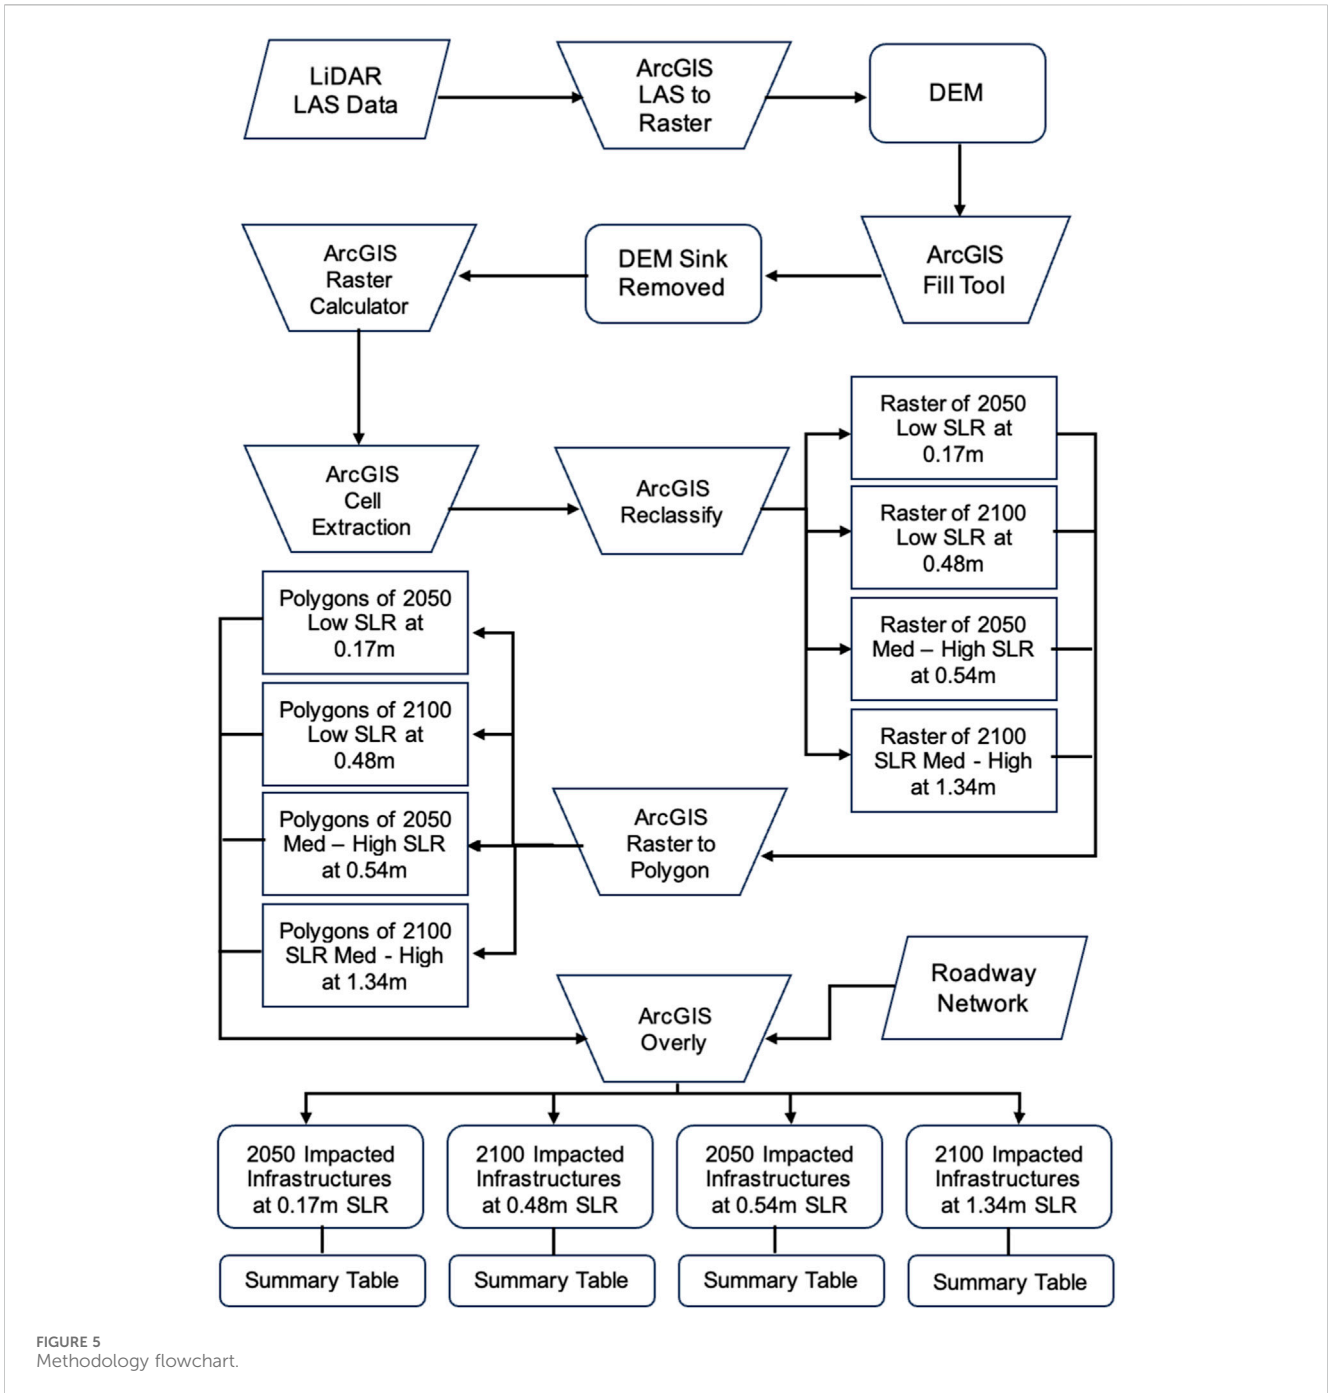 LiDAR
LAS Data
ArcGIS
LAS to
Raster
DEM
ArcGIS
Raster
Calculator
DEM Sink
Removed
ArcGIS
Fill Tool
ArcGIS
Cell
Extraction
ArcGIS
Reclassify
Raster of 2050
Low SLR at
0.17m
Raster of 2100
Low SLR at
0.48m
Raster of 2050
Med – High SLR
at 0.54m
Raster of 2100
SLR Med - High
at 1.34m
Polygons of 2050
Low SLR at
0.17m
Polygons of 2100
Low SLR at
0.48m
Polygons of 2050
Med – High SLR
at 0.54m
Polygons of 2100
SLR Med - High
at 1.34m
ArcGIS
Raster to
Polygon
ArcGIS
Overly
Roadway
Network
2050 Impacted
Infrastructures
at 0.17m SLR
2100 Impacted
Infrastructures
at 0.48m SLR
2050 Impacted
Infrastructures
at 0.54m SLR
2100 Impacted
Infrastructures
at 1.34m SLR
Summary Table
Summary Table
Summary Table
Summary Table
FIGURE 5
Methodology flowchart.